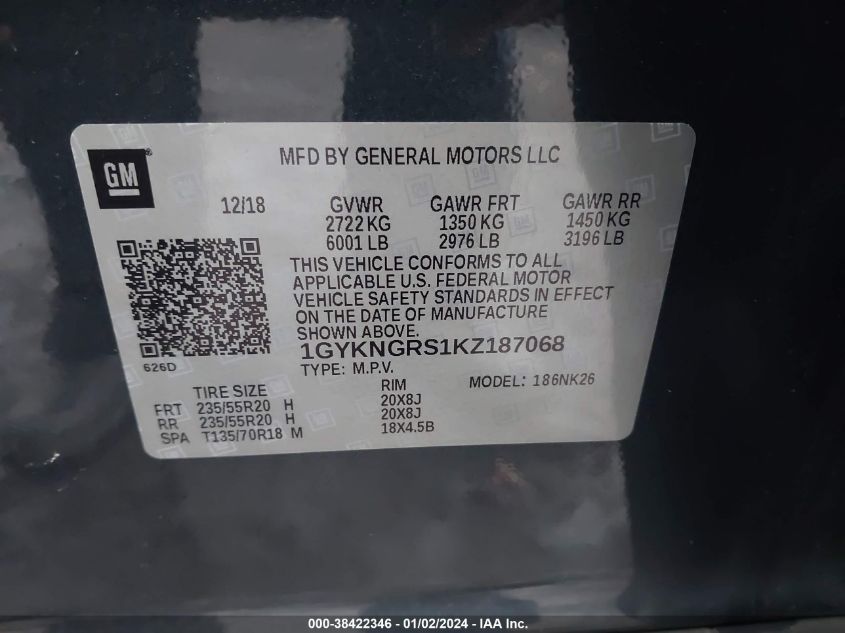 GM
MFD BY GENERAL MOTORS LLC
12/18 GVWR GAWR FRT GAWR RR
2722 KG 1350 KG 1450 KG
6001 LB 2976 LB 3196 LB
THIS VEHICLE CONFORMS TO ALL
APPLICABLE U.S. FEDERAL MOTOR
VEHICLE SAFETY STANDARDS IN EFFECT
ON THE DATE OF MANUFACTURE
SHOWN ABOVE.
1GYKNGRS1KZ187068
626D
TYPE: M.P.V. MODEL: 186NK26
TIRE SIZE RIM
FRT 235/55R20 H 20X8J
RR 235/55R20 H 20X8J
SPA T135/70R18 M 18X4.5B
000-38422346 - 01/02/2024 - IAA Inc.